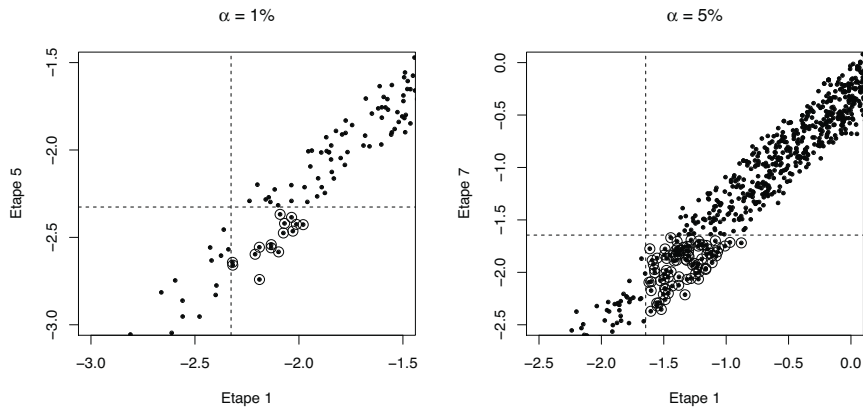 α = 1%
−1.5
−2.0
−2.5
−3.0
Etape 5
−3.0 −2.5 −2.0 −1.5
Etape 1
α = 5%
0.0
−0.5
−1.0
−1.5
−2.0
−2.5
Etape 7
−2.5 −2.0 −1.5 −1.0 −0.5 0.0
Etape 1